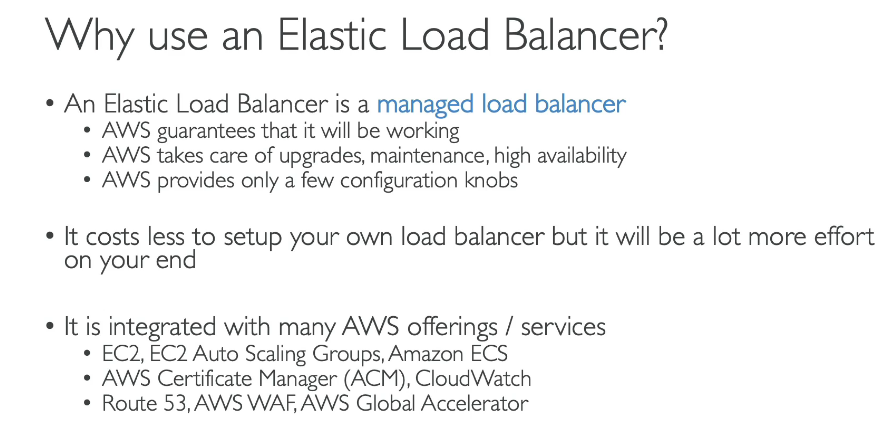 Why use an Elastic Load Balancer?
• An Elastic Load Balancer is a managed load balancer
• AWS guarantees that it will be working
• AWS takes care of upgrades, maintenance, high availability
• AWS provides only a few configuration knobs
• It costs less to setup your own load balancer but it will be a lot more effort
on your end
• It is integrated with many AWS offerings / services
• EC2, EC2 Auto Scaling Groups, Amazon ECS
• AWS Certificate Manager (ACM), CloudWatch
• Route 53, AWS WAF, AWS Global Accelerator